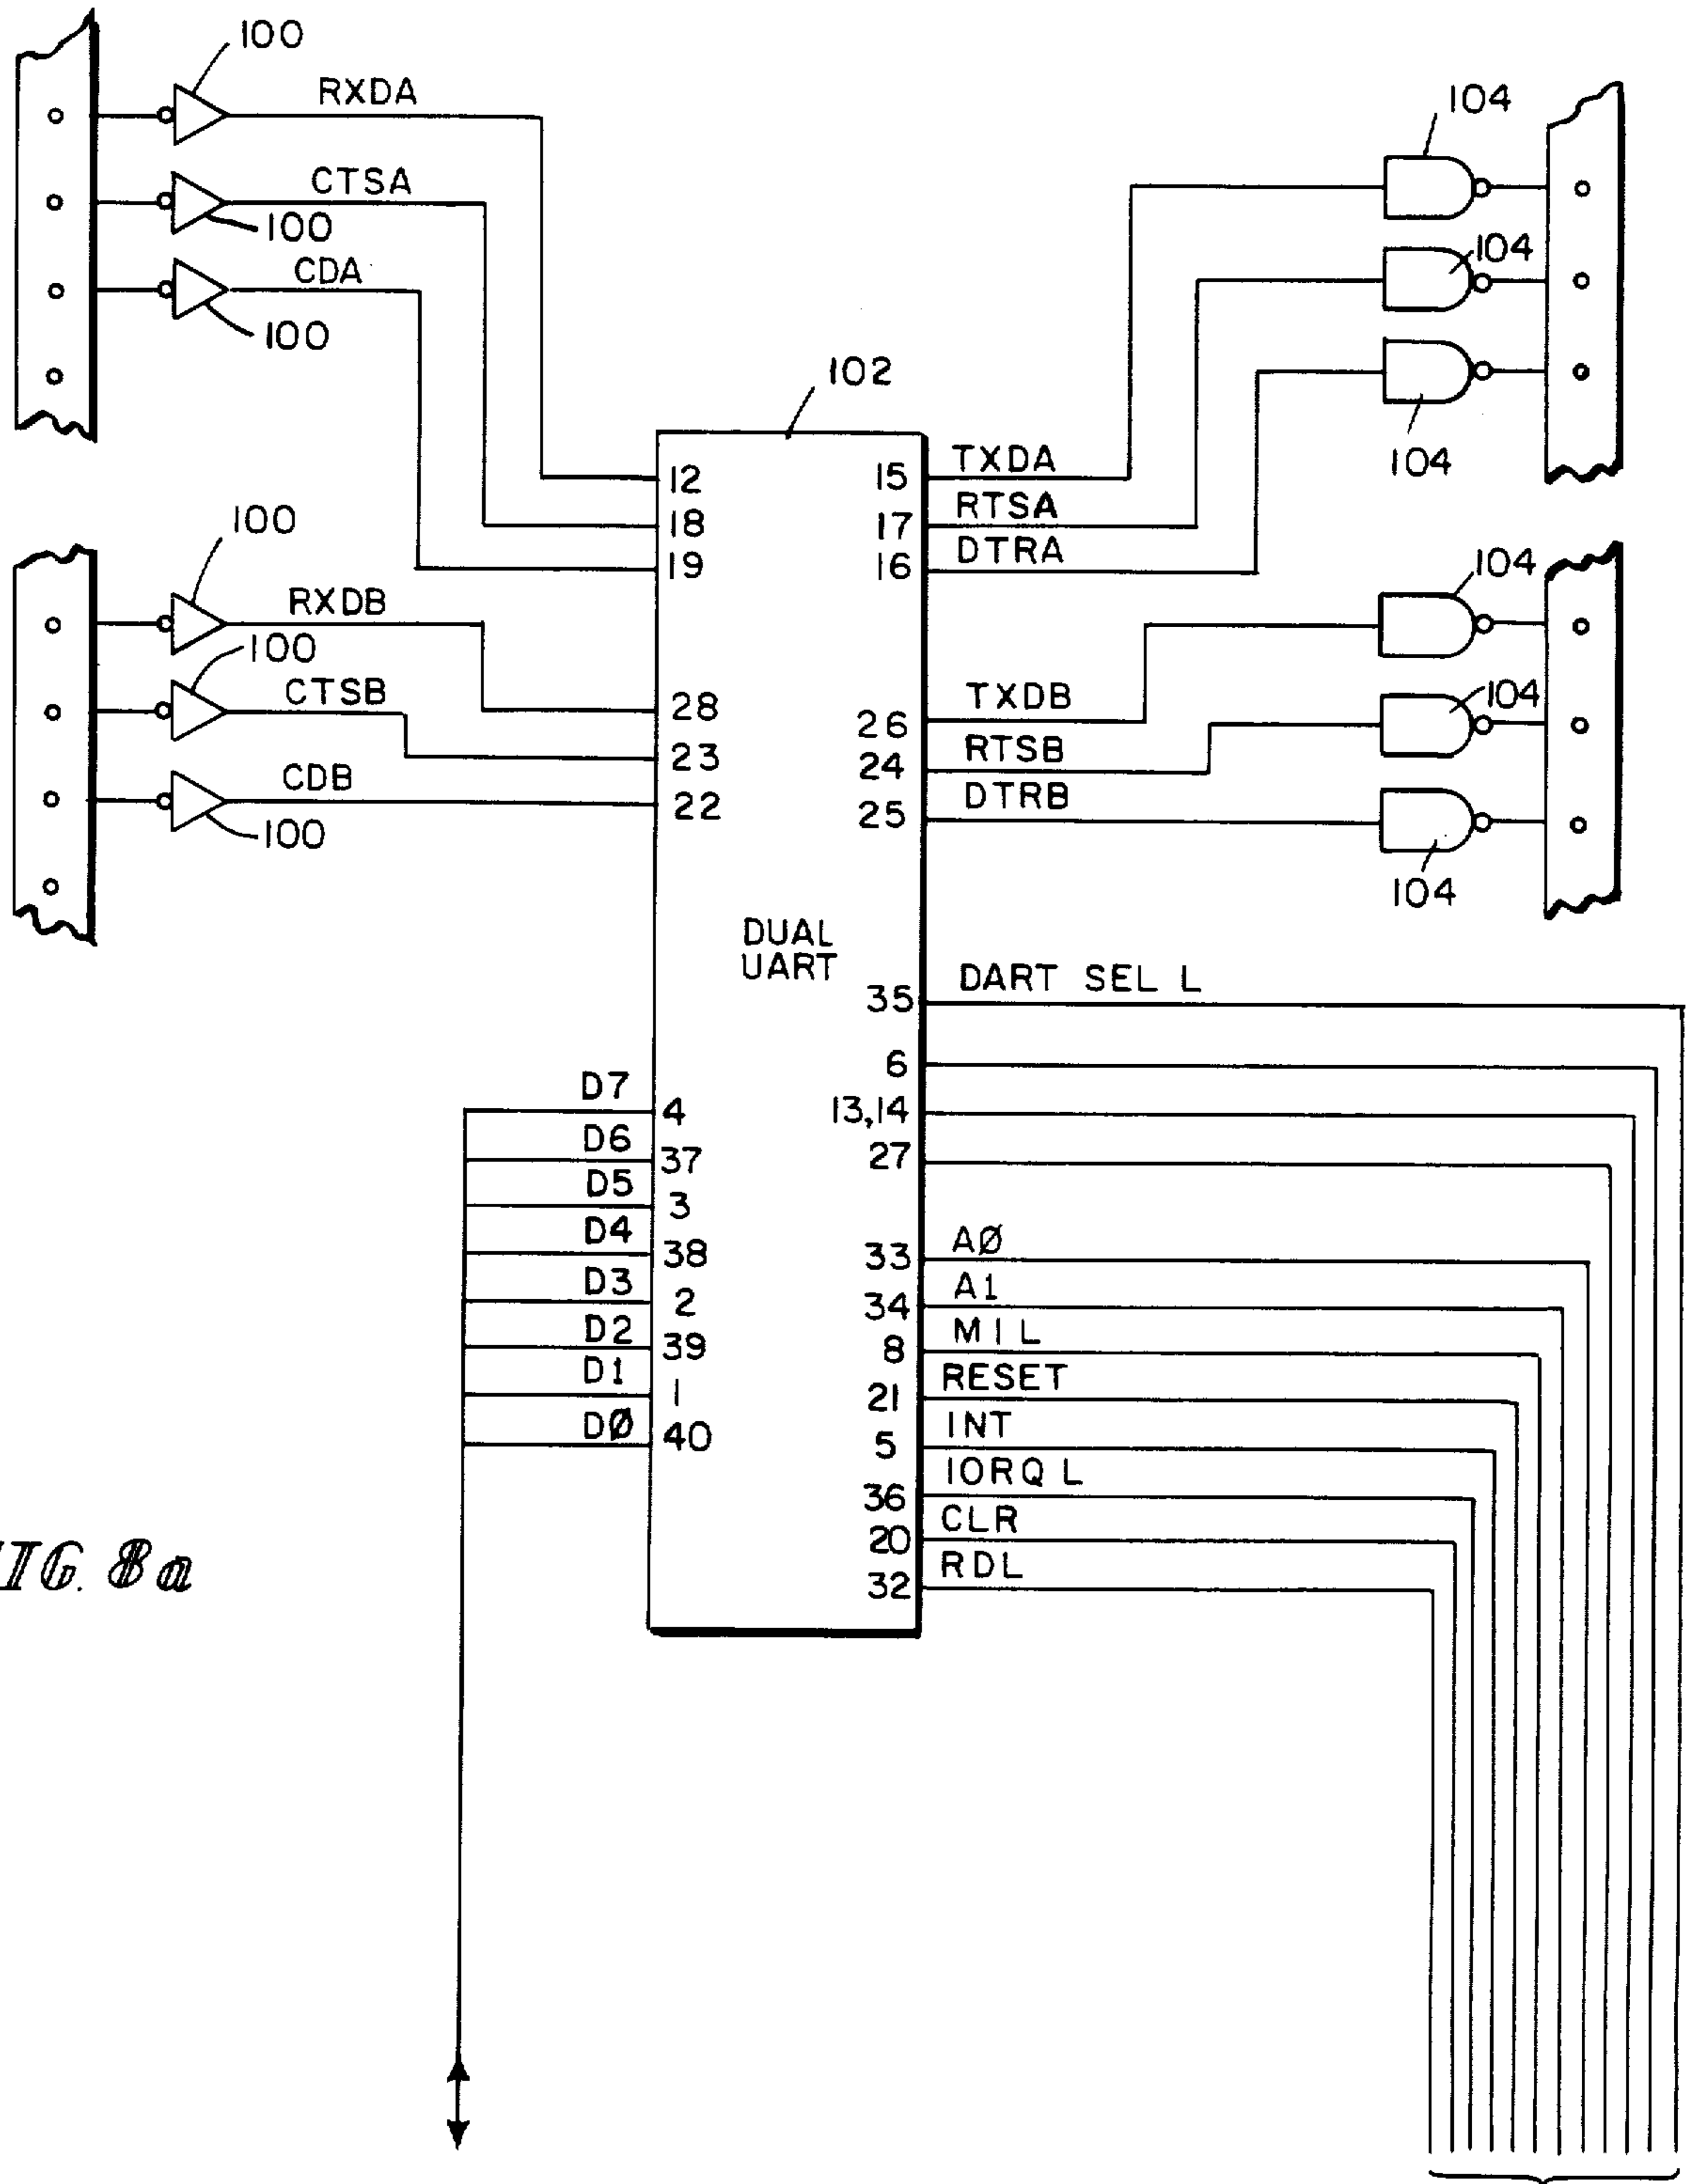 100
RXDA
CTSA
100
CDA
100
104
104
104
102
12
18
19
15 TXDA
17 RTSA
16 DTRA
100
RXDB
100
CTSB
CDB
100
28
23
22
104
104
104
26 TXDB
24 RTSB
25 DTRB
DUAL
UART
35 DART SEL L
6
13,14
27
D7 4
D6 37
D5 3
D4 38
D3 2
D2 39
D1 1
DØ 40
33 AØ
34 A1
8 MIL
21 RESET
5 INT
36 IORQ L
20 CLR
32 RDL
IG. 8a